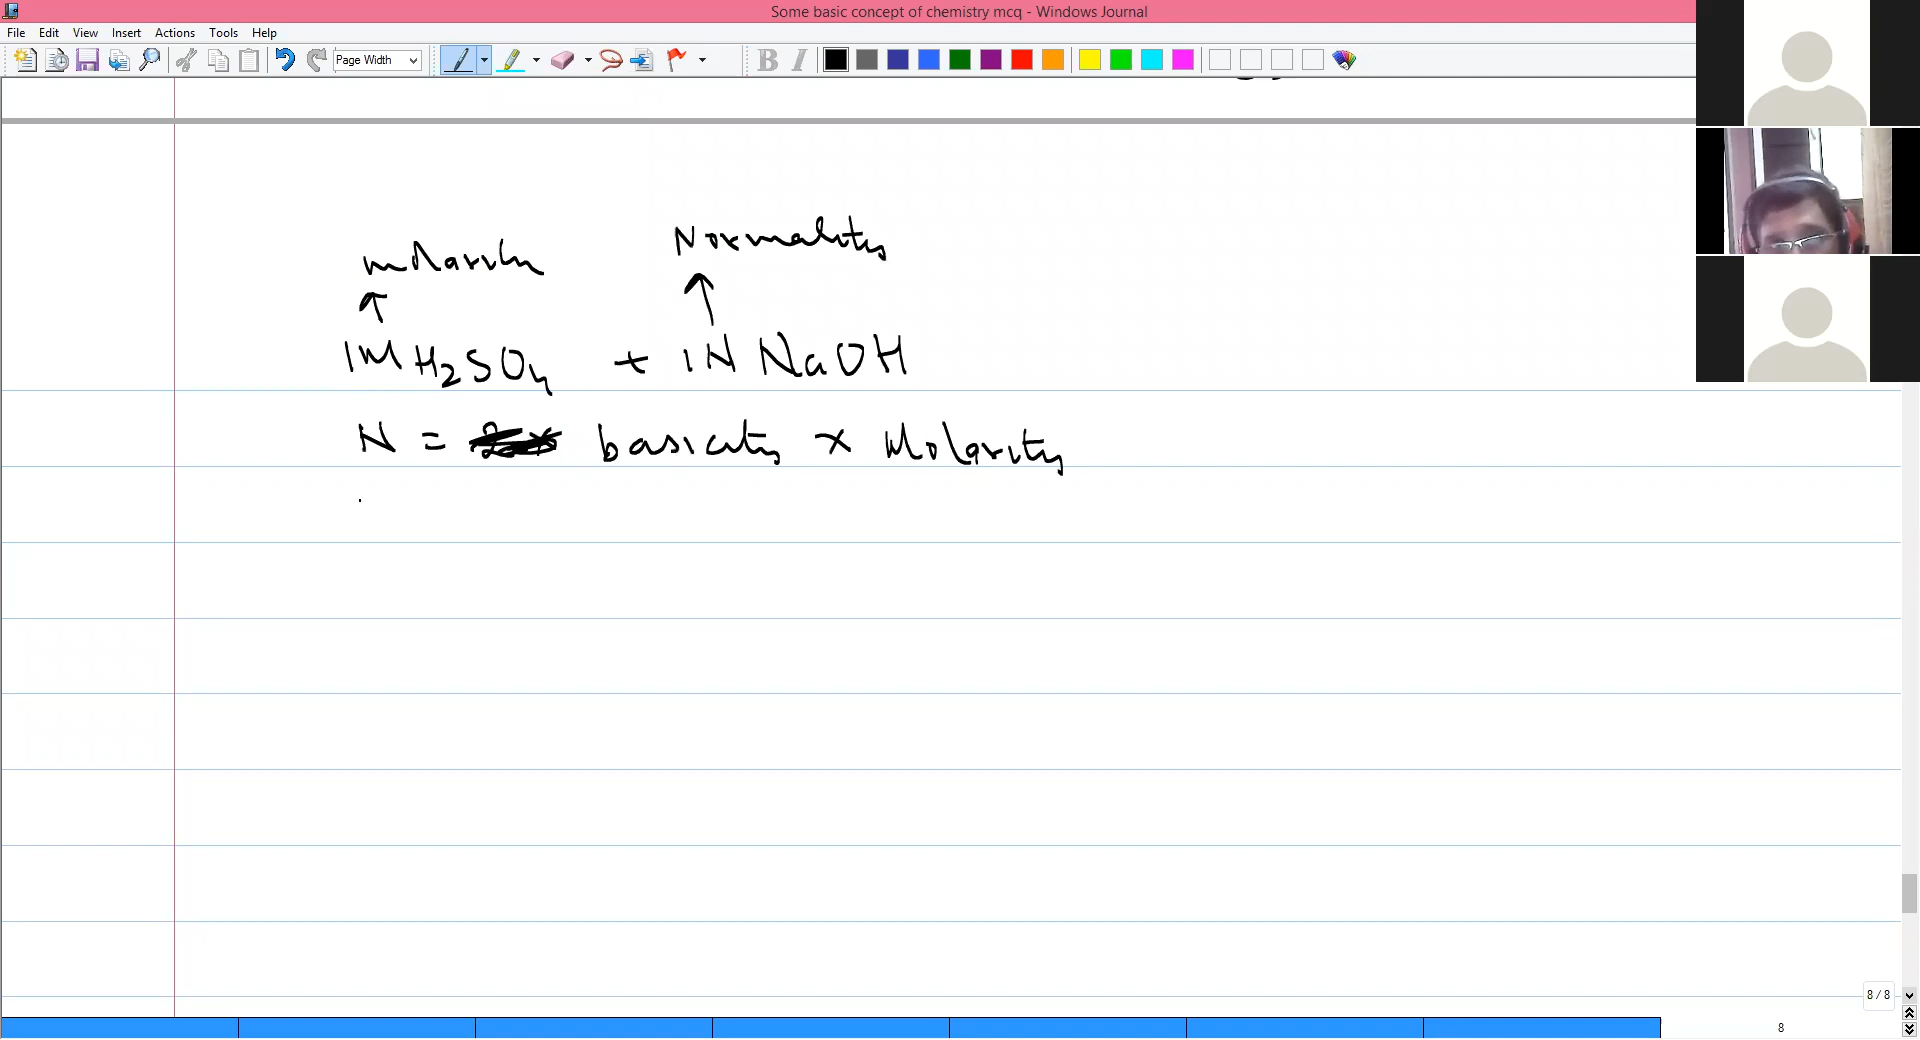 Some basic concept of chemistry mcq - Windows Journal
File Edit View Insert Actions Tools Help
Page Width
B I
molarity Normality
1M H2SO4 + 1N NaOH
N = basicity x Molarity
8 / 8
8